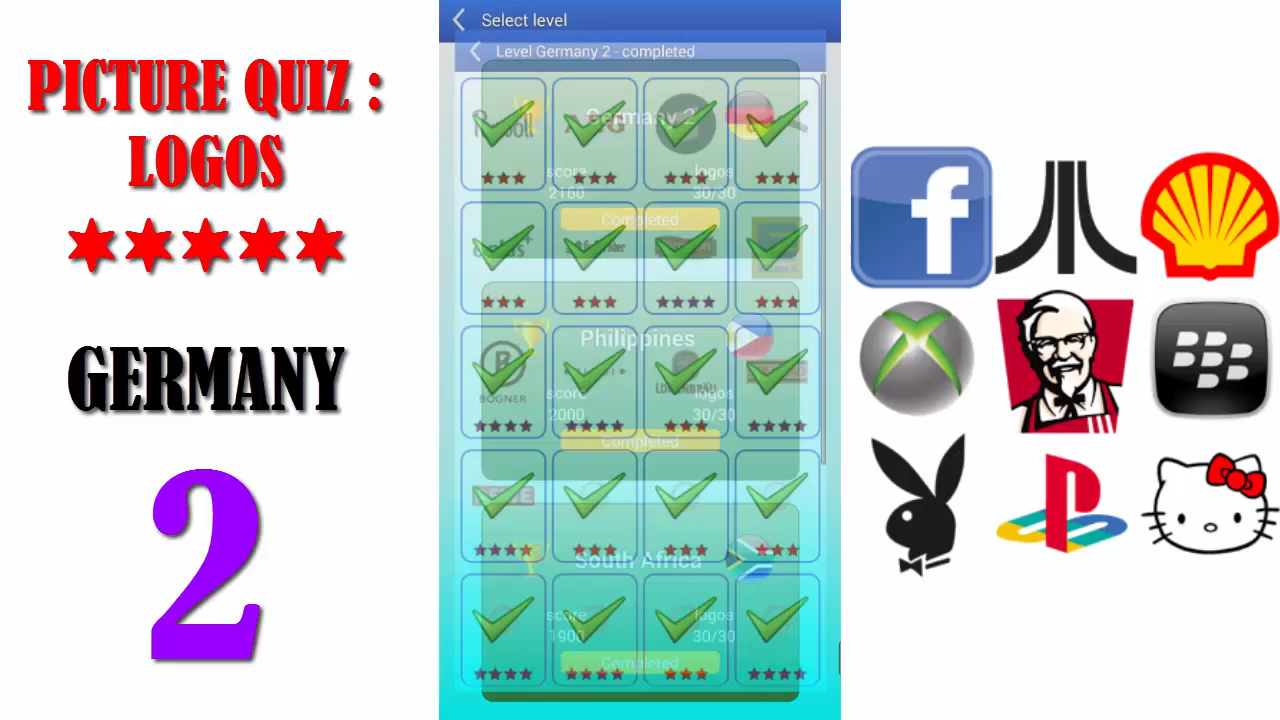 PICTURE QUIZ :
LOGOS
GERMANY
2
Select level
Level Germany 2 - completed
Germany 2
score
2160
logos
30/30
Completed
Philippines
score
2000
logos
30/30
Completed
BOGNER
South Africa
score
1900
logos
30/30
Completed
f